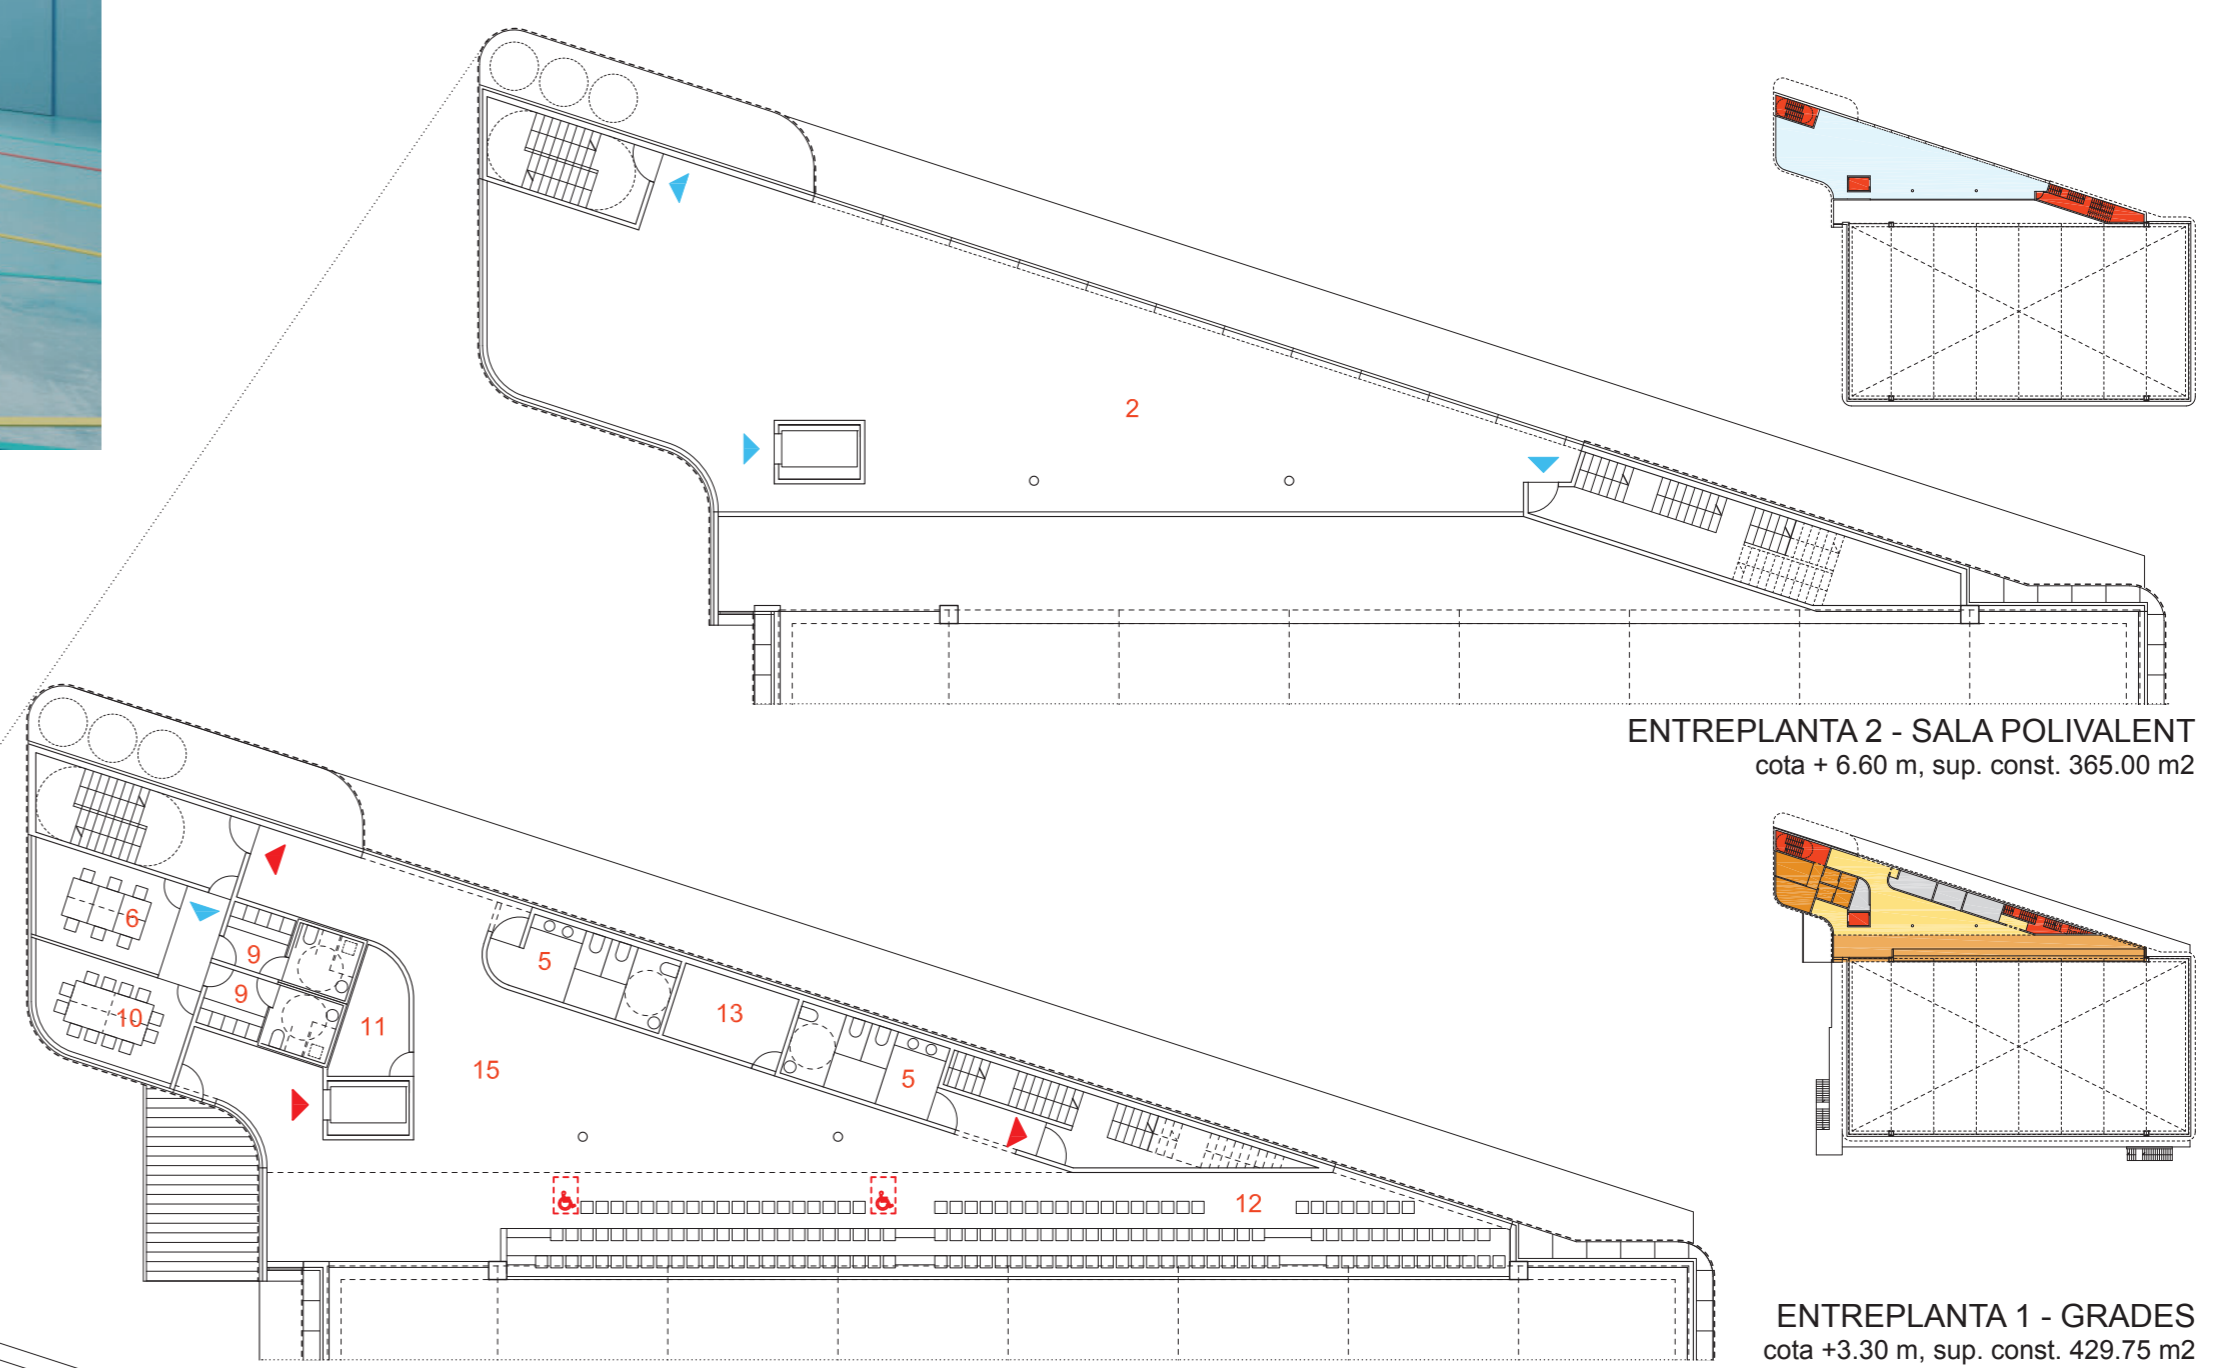 2
ENTREPLANTA 2 - SALA POLIVALENT
cota + 6.60 m, sup. const. 365.00 m2
6
9
5
9
10
11
13
15
5
12
ENTREPLANTA 1 - GRADES
cota +3.30 m, sup. const. 429.75 m2